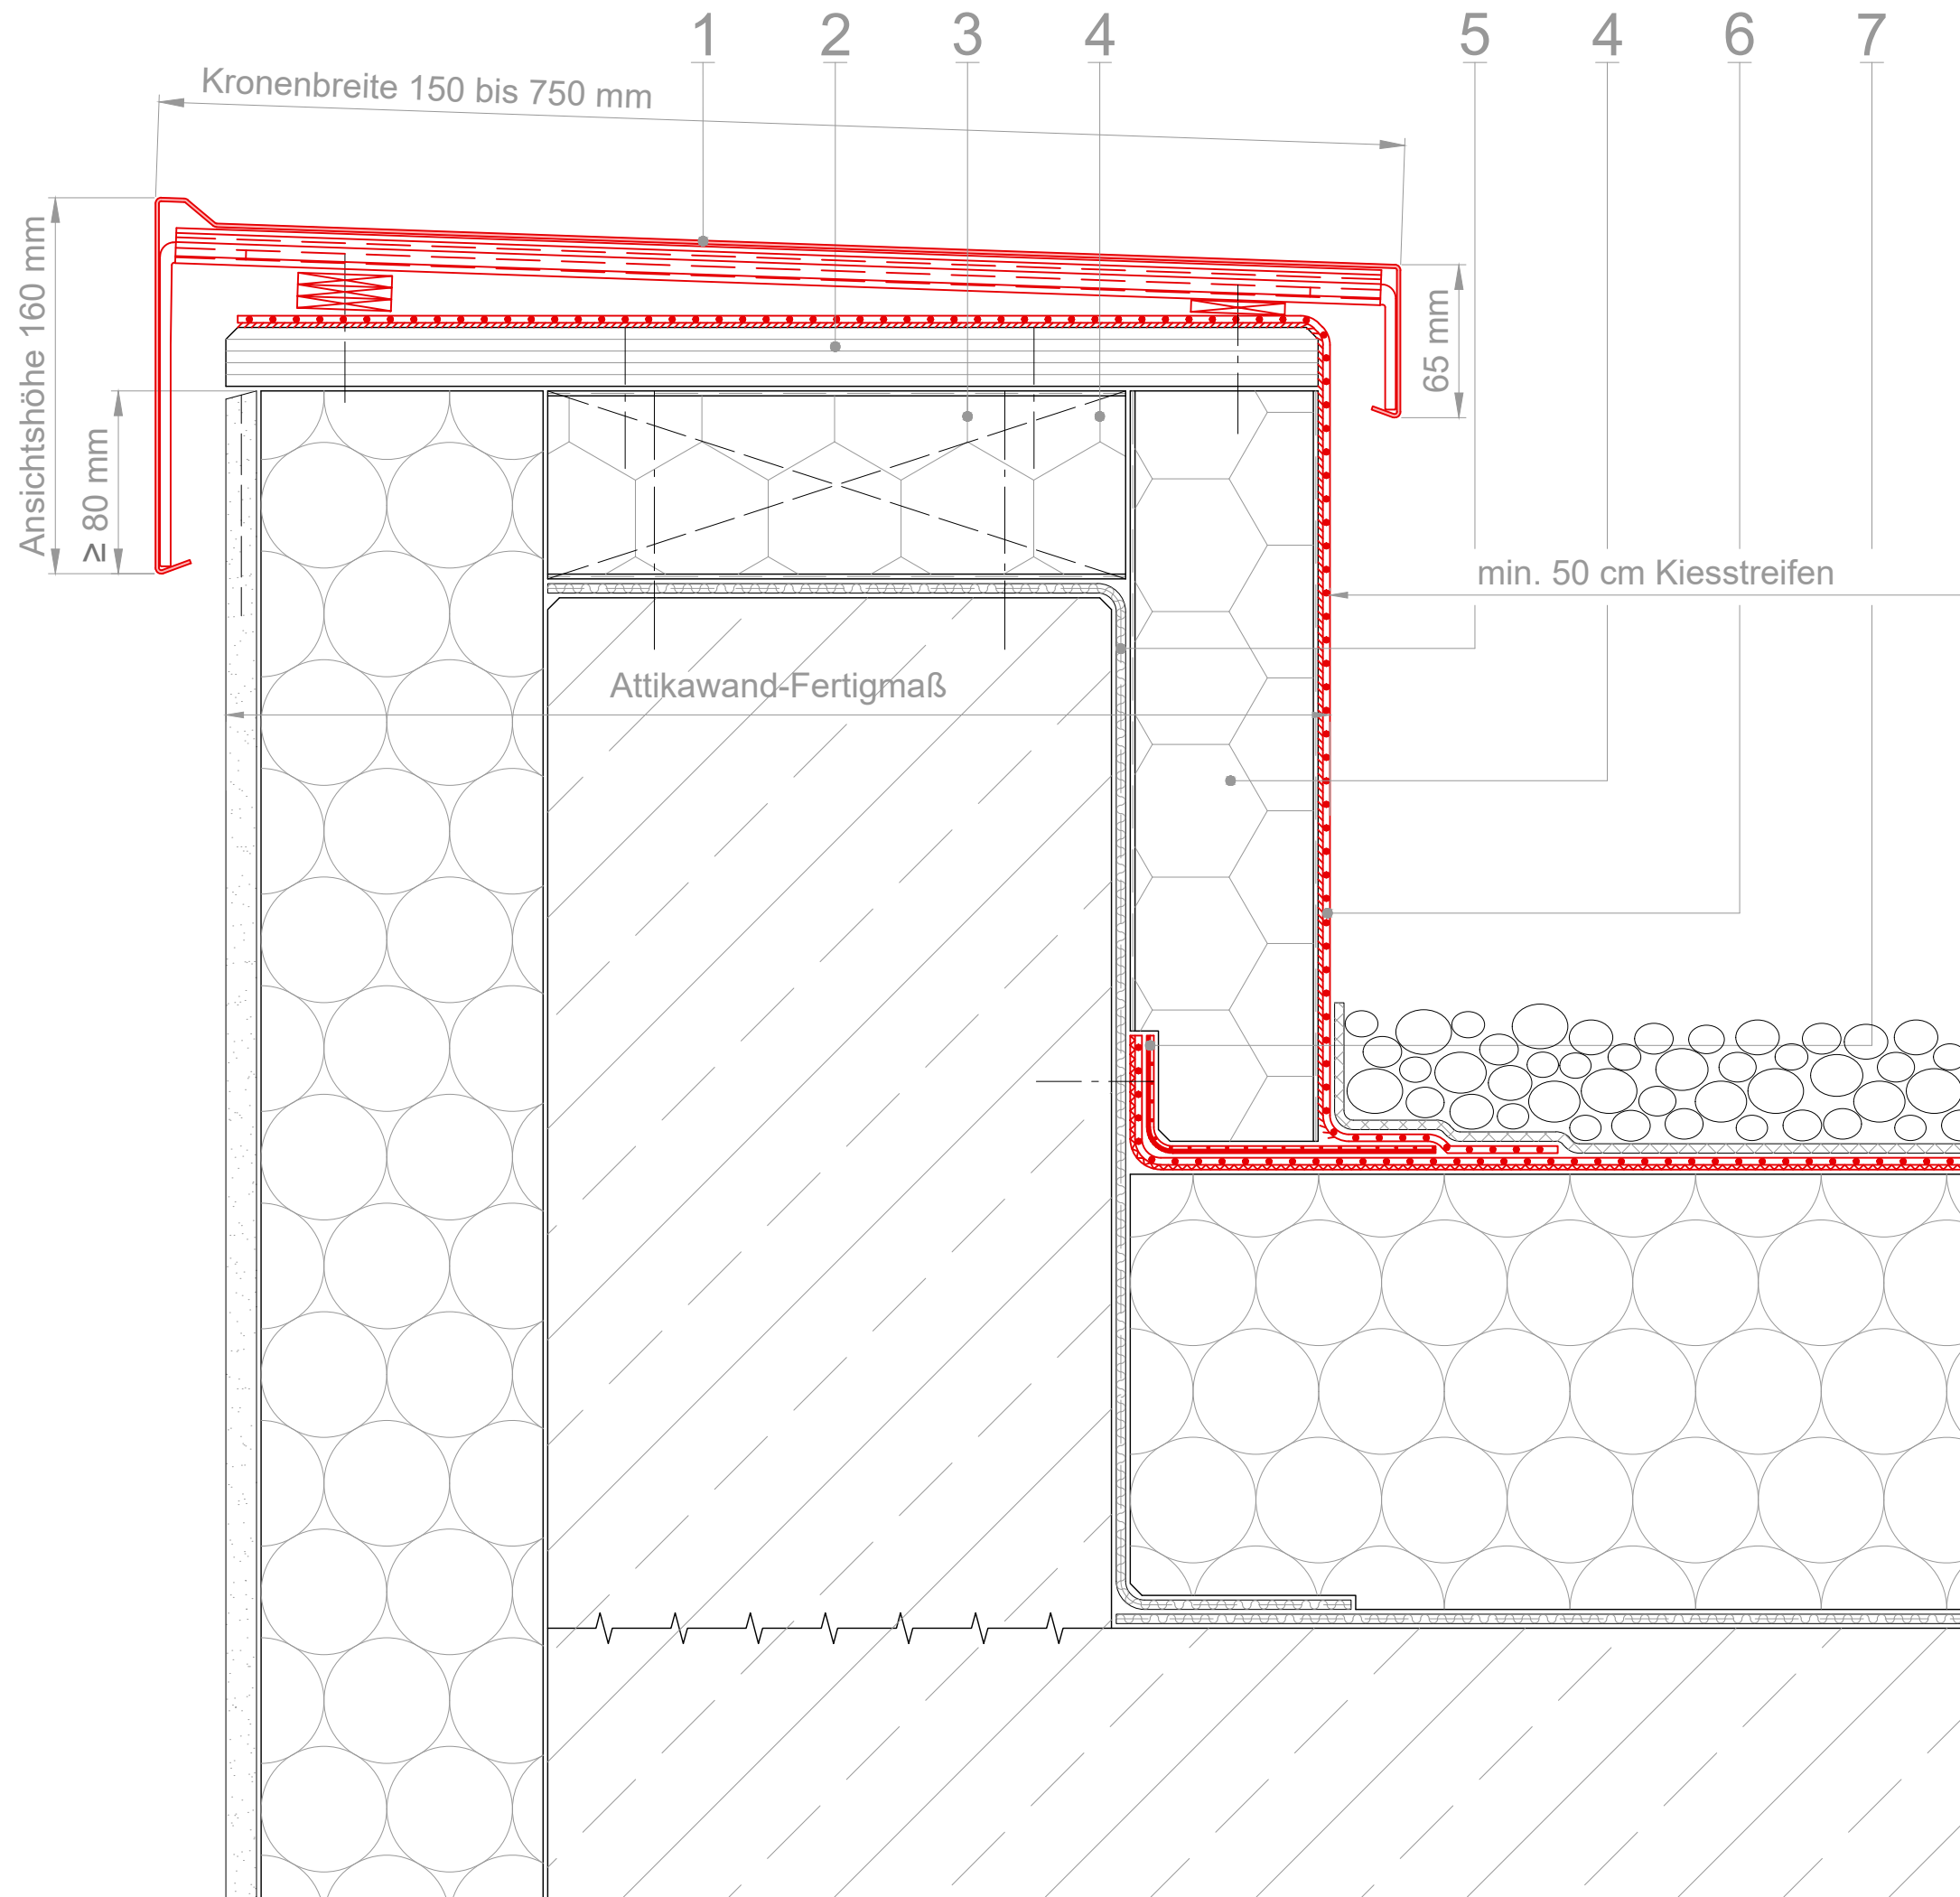 1 2 3 4 5 4 6 7
Kronenbreite 150 bis 750 mm
Ansichtshöhe 160 mm
≥ 80 mm
65 mm
min. 50 cm Kiesstreifen
Attikawand-Fertigmaß